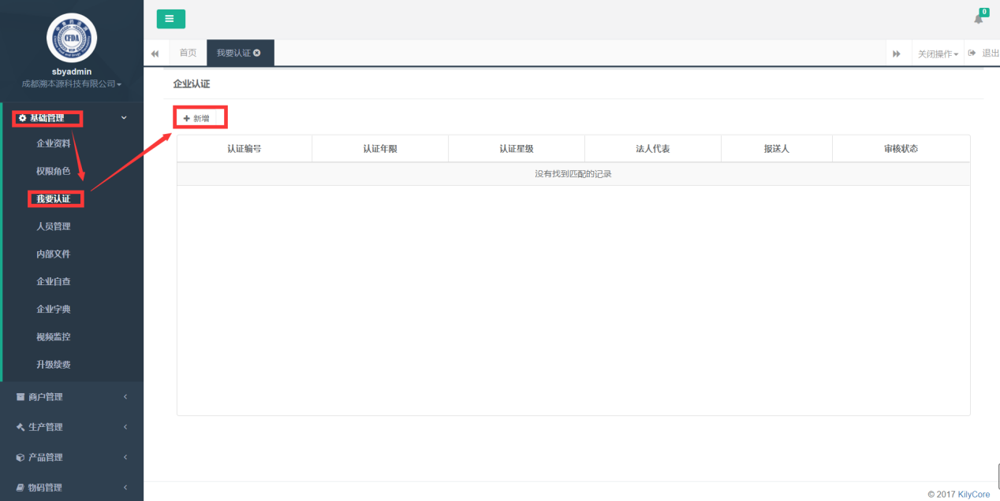 CFDA
sbyadmin
成都溯本源科技有限公司
基础管理
企业资料
权限角色
我要认证
人员管理
内部文件
企业自查
企业字典
视频监控
升级续费
商户管理
生产管理
产品管理
物码管理
0
首页
我要认证
关闭操作
退出
企业认证
新增
认证编号 认证年限 认证星级 法人代表 报送人 审核状态
没有找到匹配的记录
© 2017 KilyCore